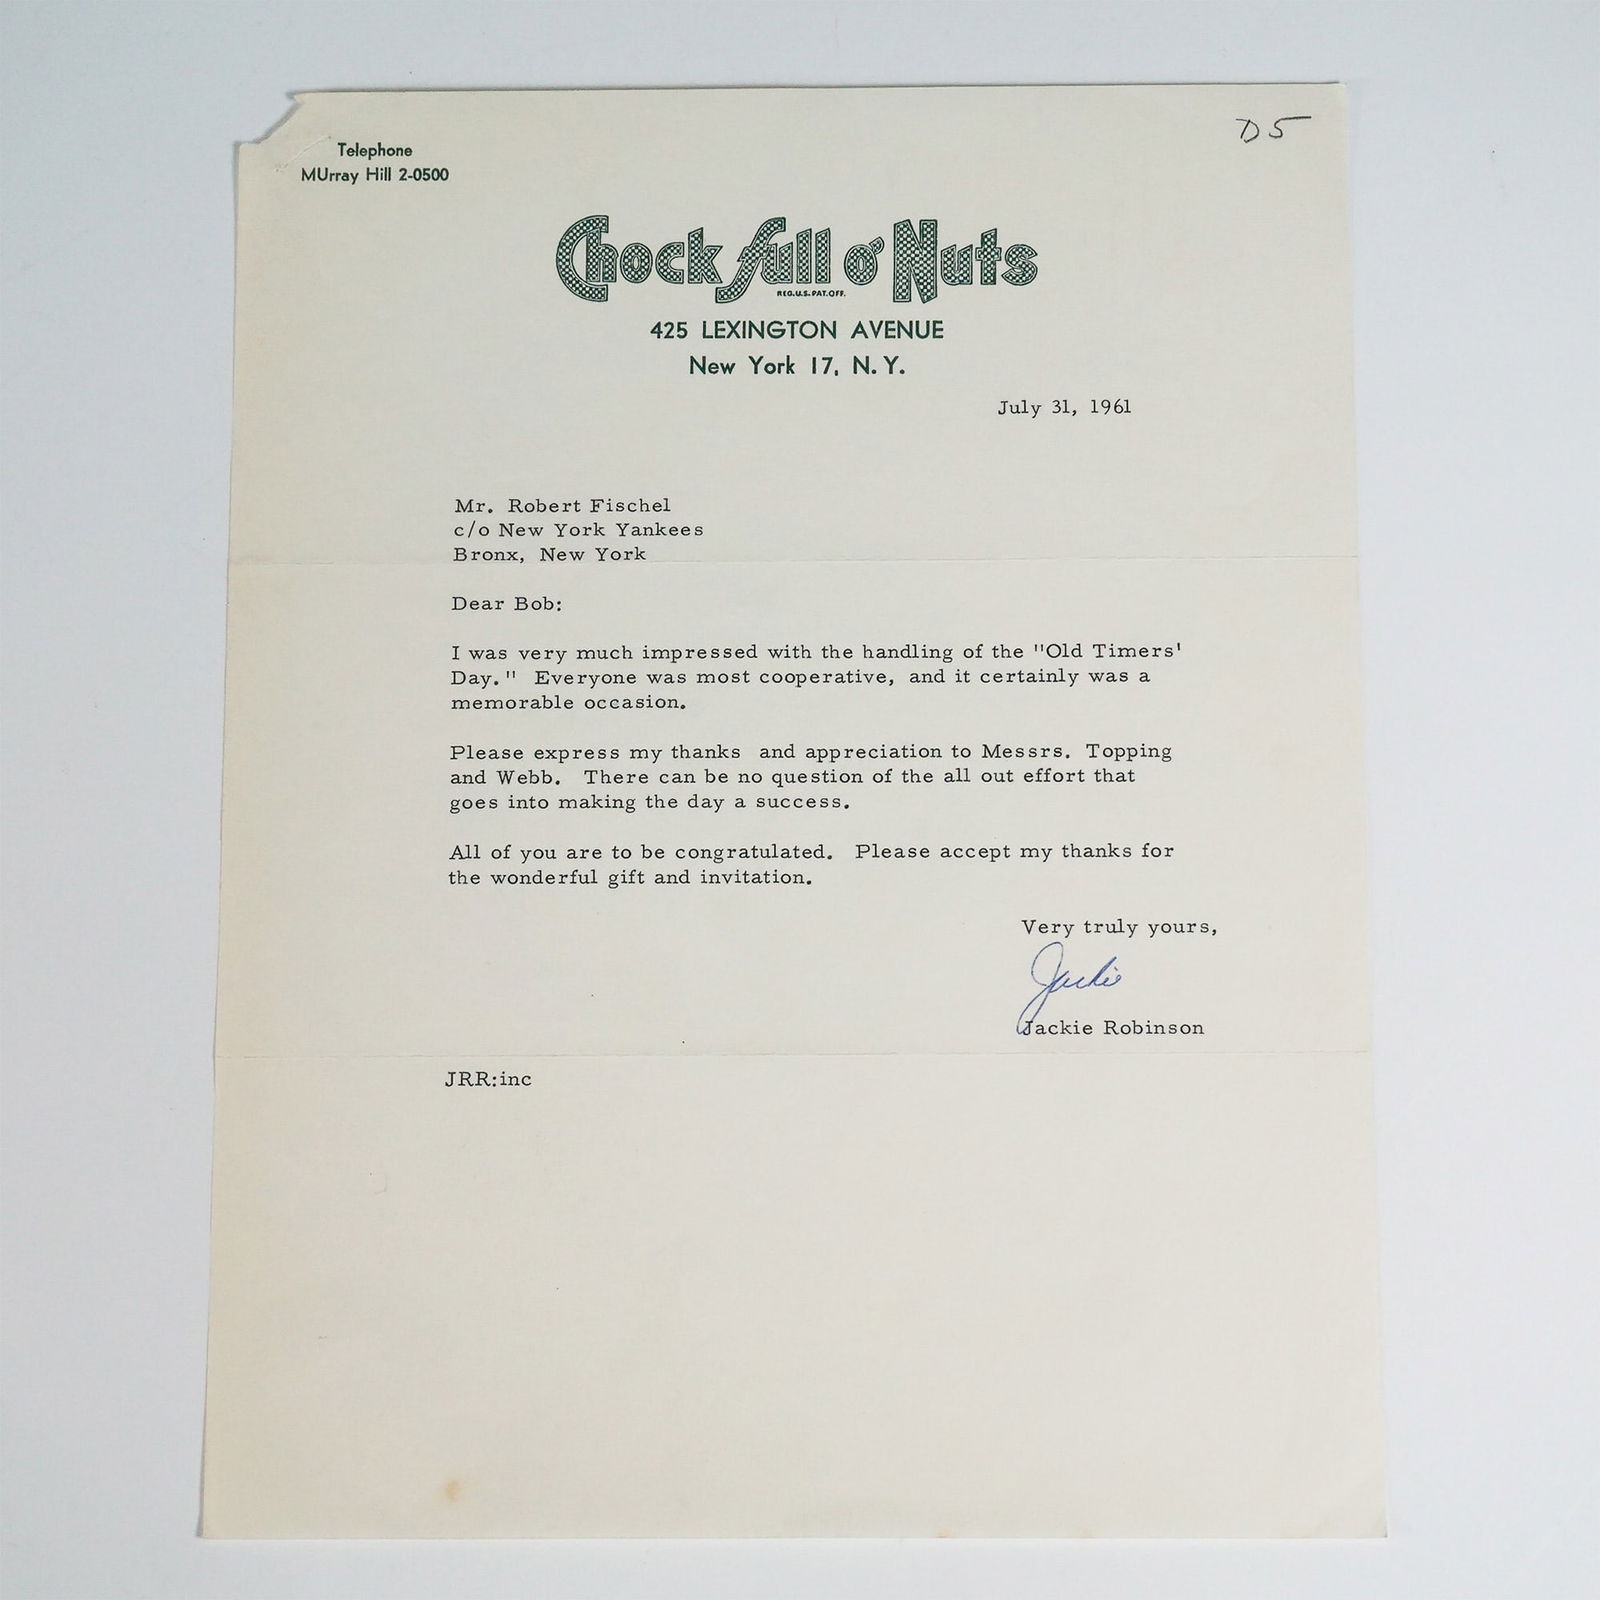 D5
Telephone
MUrray Hill 2-0500
Chock full o' Nuts
REG.U.S.PAT.OFF.
425 LEXINGTON AVENUE
New York 17, N.Y.
July 31, 1961
Mr. Robert Fischel
c/o New York Yankees
Bronx, New York
Dear Bob:
I was very much impressed with the handling of the "Old Timers'
Day." Everyone was most cooperative, and it certainly was a
memorable occasion.
Please express my thanks and appreciation to Messrs. Topping
and Webb. There can be no question of the all out effort that
goes into making the day a success.
All of you are to be congratulated. Please accept my thanks for
the wonderful gift and invitation.
Very truly yours,
Jackie
Jackie Robinson
JRR:inc